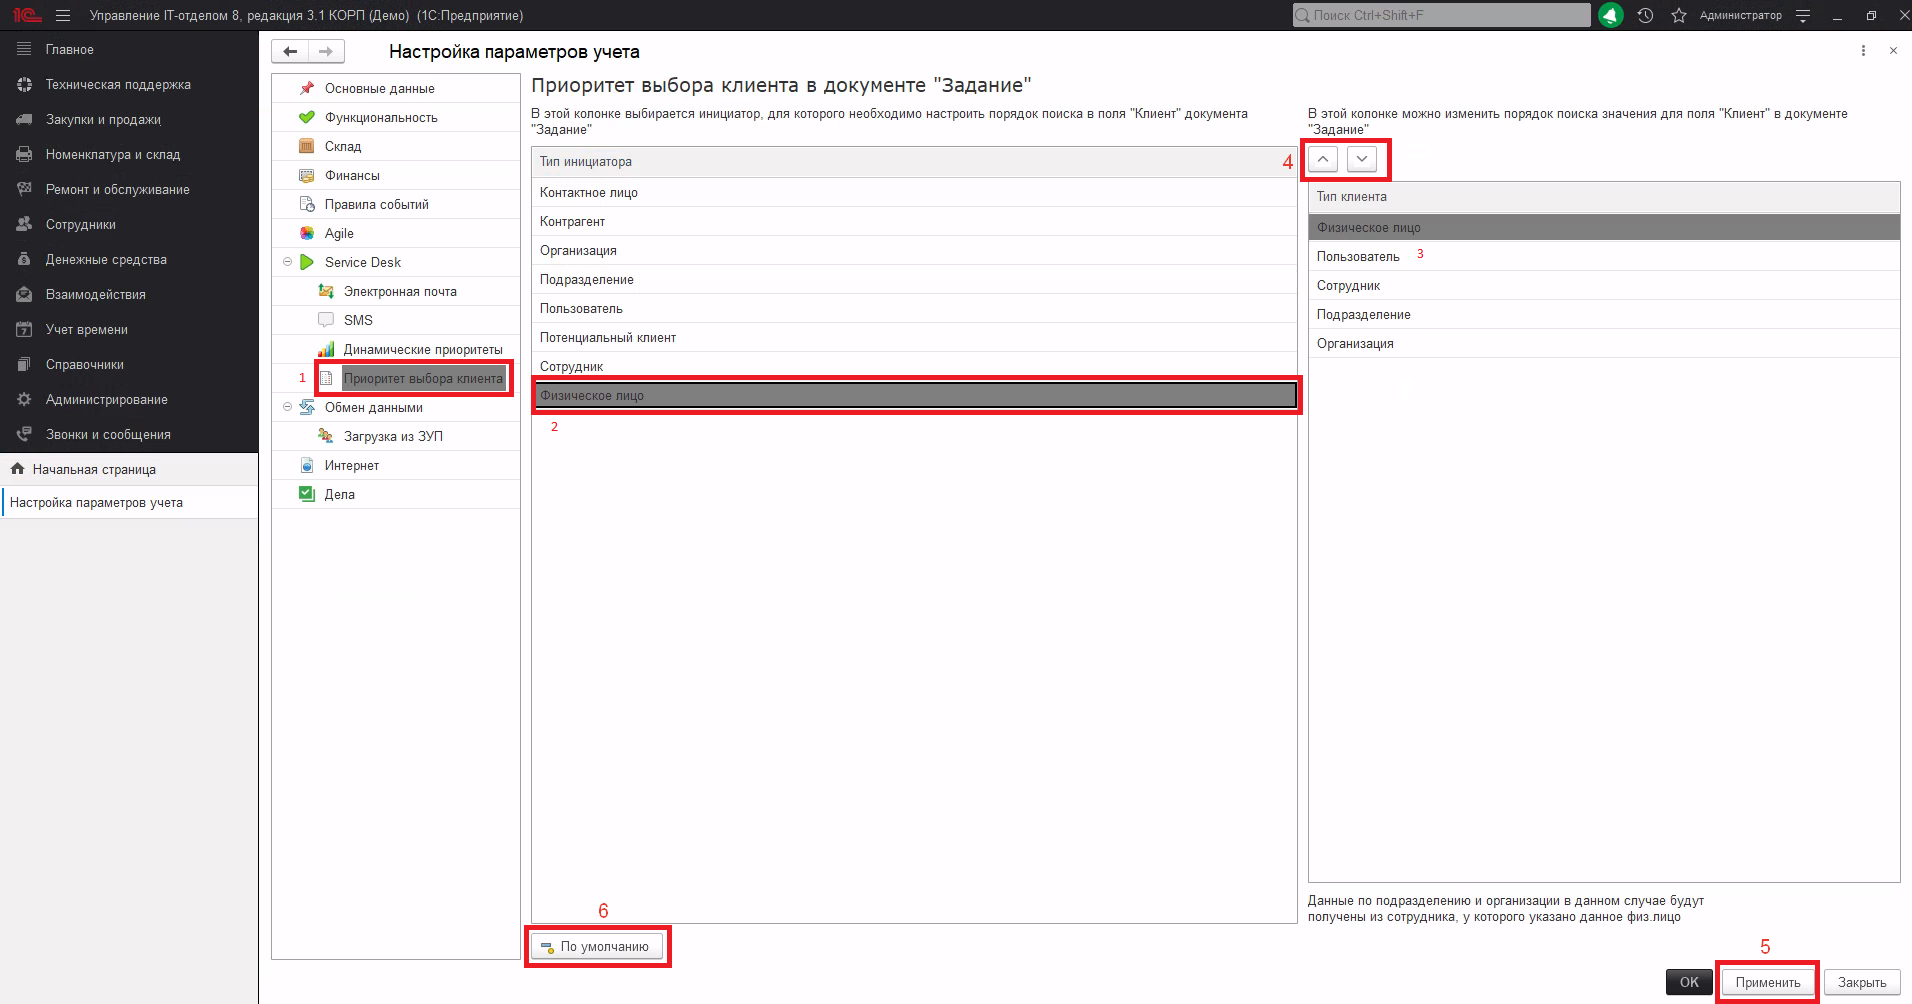 1С Управление IT-отделом 8, редакция 3.1 КОРП (Демо) (1С:Предприятие)
Поиск Ctrl+Shift+F
Администратор
Главное
Техническая поддержка
Закупки и продажи
Номенклатура и склад
Ремонт и обслуживание
Сотрудники
Денежные средства
Взаимодействия
7 Учет времени
Справочники
Администрирование
Звонки и сообщения
Начальная страница
Настройка параметров учета
Настройка параметров учета
Основные данные
Функциональность
Склад
Финансы
Правила событий
Agile
Service Desk
Электронная почта
SMS
Динамические приоритеты
1 Приоритет выбора клиента
Обмен данными
Загрузка из ЗУП
Интернет
Дела
Приоритет выбора клиента в документе "Задание"
В этой колонке выбирается инициатор, для которого необходимо настроить порядок поиска в поля "Клиент" документа
"Задание"
Тип инициатора
Контактное лицо
Контрагент
Организация
Подразделение
Пользователь
Потенциальный клиент
Сотрудник
Физическое лицо
2
6
По умолчанию
В этой колонке можно изменить порядок поиска значения для поля "Клиент" в документе
"Задание"
4
Тип клиента
Физическое лицо
Пользователь 3
Сотрудник
Подразделение
Организация
Данные по подразделению и организации в данном случае будут
получены из сотрудника, у которого указано данное физ.лицо
5
ОК Применить Закрыть